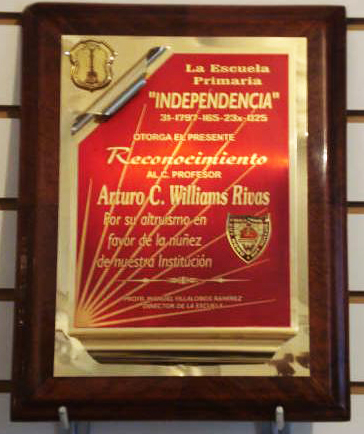 La Escuela
Primaria
"INDEPENDENCIA"
31-1797-165-23x-025
OTORGA EL PRESENTE
Reconocimiento
AL C. PROFESOR
Arturo C. Williams Rivas
Por su altruismo en
favor de la nuñez
de nuestra Institución
PROFR. MANUEL VILLALOBOS RAMIREZ
DIRECTOR DE LA ESCUELA